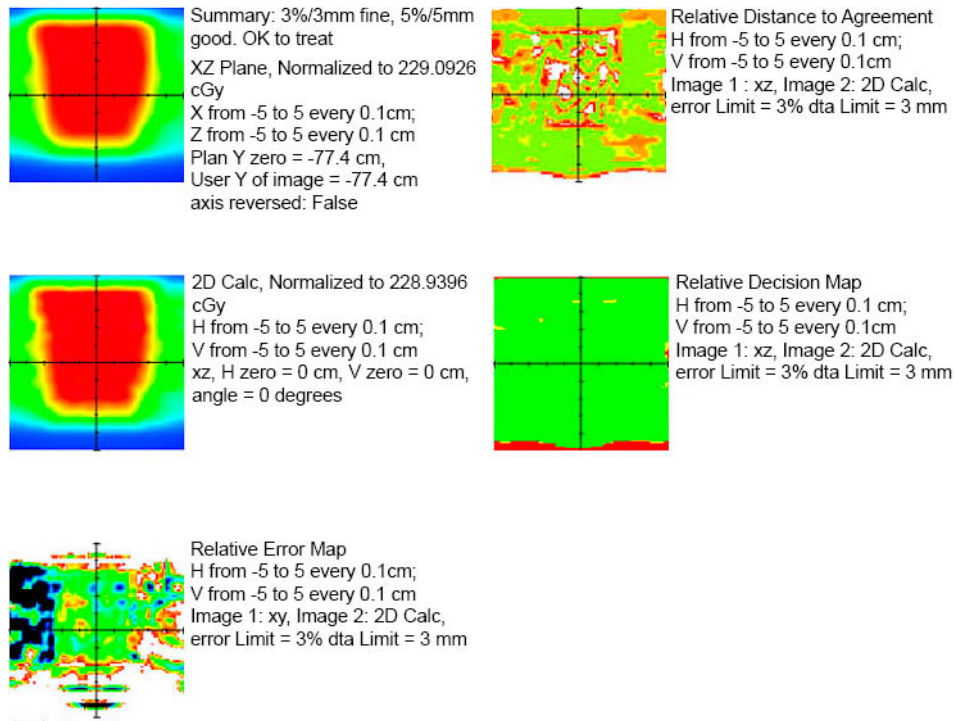 Summary: 3%/3mm fine, 5%/5mm
good. OK to treat
XZ Plane, Normalized to 229.0926
cGy
X from -5 to 5 every 0.1cm;
Z from -5 to 5 every 0.1 cm
Plan Y zero = -77.4 cm,
User Y of image = -77.4 cm
axis reversed: False
Relative Distance to Agreement
H from -5 to 5 every 0.1 cm;
V from -5 to 5 every 0.1cm
Image 1 : xz, Image 2: 2D Calc,
error Limit = 3% dta Limit = 3 mm
2D Calc, Normalized to 228.9396
cGy
H from -5 to 5 every 0.1 cm;
V from -5 to 5 every 0.1 cm
xz, H zero = 0 cm, V zero = 0 cm,
angle = 0 degrees
Relative Decision Map
H from -5 to 5 every 0.1 cm;
V from -5 to 5 every 0.1cm
Image 1: xz, Image 2: 2D Calc,
error Limit = 3% dta Limit = 3 mm
Relative Error Map
H from -5 to 5 every 0.1cm;
V from -5 to 5 every 0.1 cm
Image 1: xy, Image 2: 2D Calc,
error Limit = 3% dta Limit = 3 mm